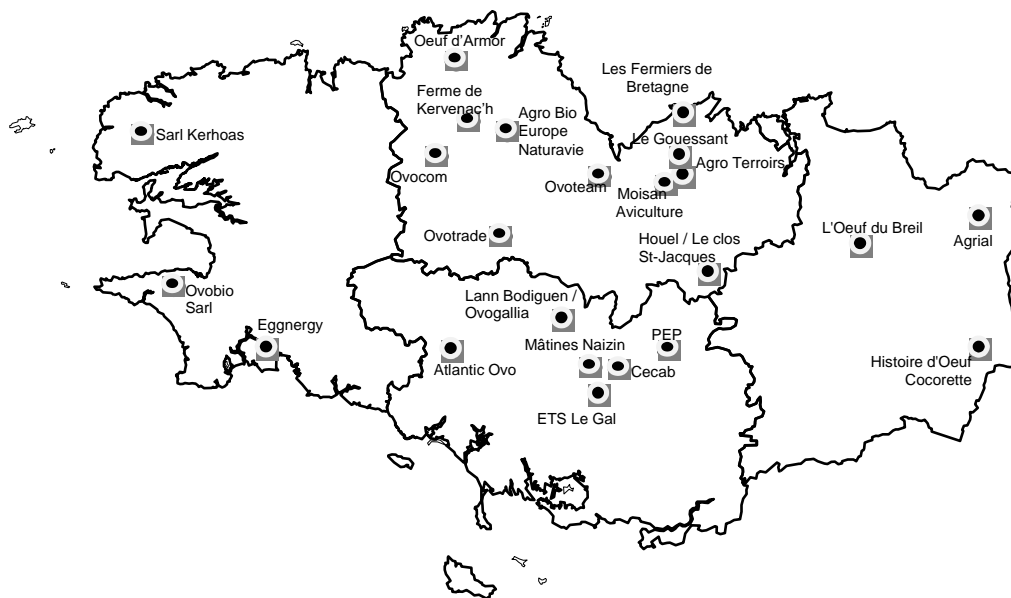 Oeuf d'Armor
Les Fermiers de
Bretagne
Ferme de
Kervenac'h
Agro Bio
Europe
Naturavie
Sarl Kerhoas
Le Gouessant
Agro Terroirs
Ovocom
Ovoteam
Moisan
Aviculture
L'Oeuf du Breil
Agrial
Ovotrade
Houel / Le clos
St-Jacques
Ovobio
Sarl
Lann Bodiguen /
Ovogallia
Eggnergy
Mâtines Naizin
PEP
Atlantic Ovo
Cecab
Histoire d'Oeuf
Cocorette
ETS Le Gal